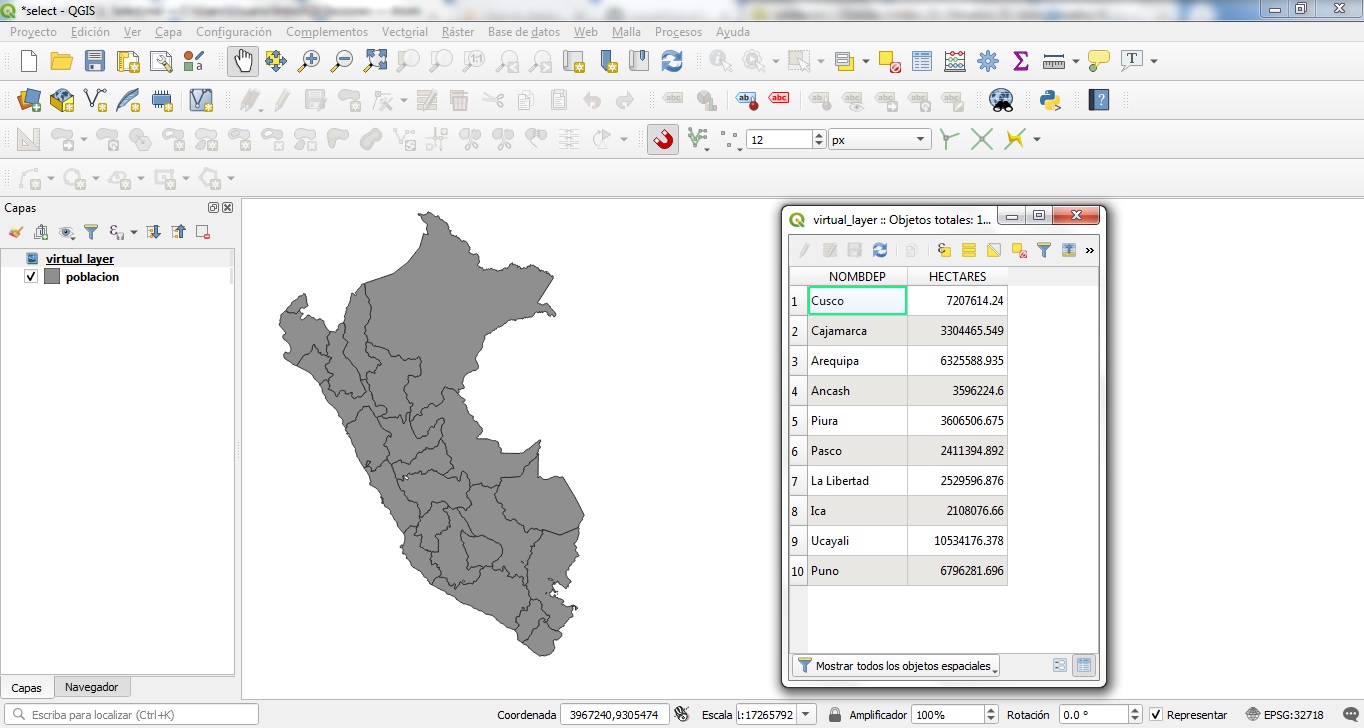 *select - QGIS
Proyecto Edición Ver Capa Configuración Complementos Vectorial Ráster Base de datos Web Malla Procesos Ayuda
12 px
Capas
virtual_layer
poblacion
virtual_layer :: Objetos totales: 1...
NOMBDEP HECTARES
1 Cusco 7207614.24
2 Cajamarca 3304465.549
3 Arequipa 6325588.935
4 Ancash 3596224.6
5 Piura 3606506.675
6 Pasco 2411394.892
7 La Libertad 2529596.876
8 Ica 2108076.66
9 Ucayali 10534176.378
10 Puno 6796281.696
Mostrar todos los objetos espaciales
Capas Navegador
Escriba para localizar (Ctrl+K) Coordenada 3967240,9305474 Escala 1:17265792 Amplificador 100% Rotación 0.0 ° Representar EPSG:32718